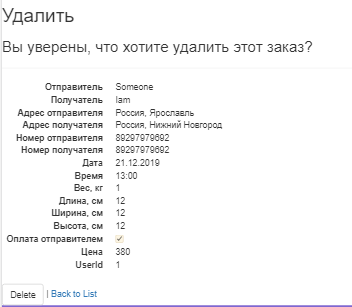 Удалить
Вы уверены, что хотите удалить этот заказ?
Отправитель Someone
Получатель Iam
Адрес отправителя Россия, Ярославль
Адрес получателя Россия, Нижний Новгород
Номер отправителя 89297979692
Номер получателя 89297979692
Дата 21.12.2019
Время 13:00
Вес, кг 1
Длина, см 12
Ширина, см 12
Высота, см 12
Оплата отправителем
Цена 380
UserId 1
Delete | Back to List